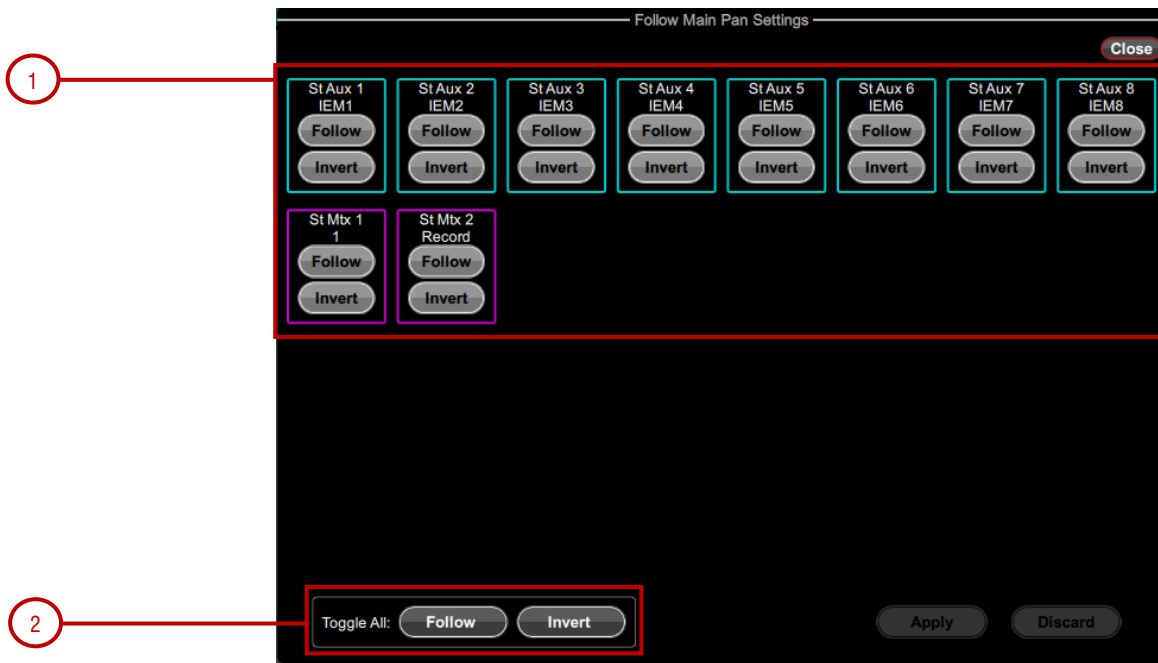 Follow Main Pan Settings
Close
1
St Aux 1 St Aux 2 St Aux 3 St Aux 4 St Aux 5 St Aux 6 St Aux 7 St Aux 8
IEM1 IEM2 IEM3 IEM4 IEM5 IEM6 IEM7 IEM8
Follow Follow Follow Follow Follow Follow Follow Follow
Invert Invert Invert Invert Invert Invert Invert Invert
St Mtx 1 St Mtx 2
1 Record
Follow Follow
Invert Invert
2
Toggle All: Follow Invert Apply Discard